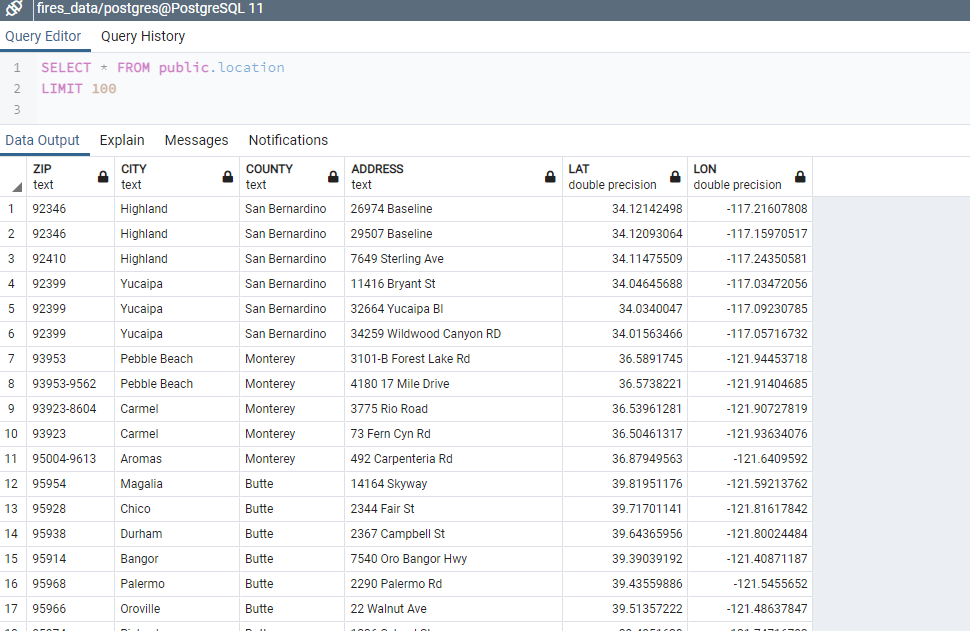 fires_data/postgres@PostgreSQL 11
Query Editor Query History
1 SELECT * FROM public.location
2 LIMIT 100
3
Data Output Explain Messages Notifications
ZIP CITY COUNTY ADDRESS LAT LON
text text text text double precision double precision
1 92346 Highland San Bernardino 26974 Baseline 34.12142498 -117.21607808
2 92346 Highland San Bernardino 29507 Baseline 34.12093064 -117.15970517
3 92410 Highland San Bernardino 7649 Sterling Ave 34.11475509 -117.24350581
4 92399 Yucaipa San Bernardino 11416 Bryant St 34.04645688 -117.03472056
5 92399 Yucaipa San Bernardino 32664 Yucaipa Bl 34.0340047 -117.09230785
6 92399 Yucaipa San Bernardino 34259 Wildwood Canyon RD 34.01563466 -117.05716732
7 93953 Pebble Beach Monterey 3101-B Forest Lake Rd 36.5891745 -121.94453718
8 93953-9562 Pebble Beach Monterey 4180 17 Mile Drive 36.5738221 -121.91404685
9 93923-8604 Carmel Monterey 3775 Rio Road 36.53961281 -121.90727819
10 93923 Carmel Monterey 73 Fern Cyn Rd 36.50461317 -121.93634076
11 95004-9613 Aromas Monterey 492 Carpenteria Rd 36.87949563 -121.6409592
12 95954 Magalia Butte 14164 Skyway 39.81951176 -121.59213762
13 95928 Chico Butte 2344 Fair St 39.71701141 -121.81617842
14 95938 Durham Butte 2367 Campbell St 39.64365956 -121.80024484
15 95914 Bangor Butte 7540 Oro Bangor Hwy 39.39039192 -121.40871187
16 95968 Palermo Butte 2290 Palermo Rd 39.43559886 -121.5455652
17 95966 Oroville Butte 22 Walnut Ave 39.51357222 -121.48637847